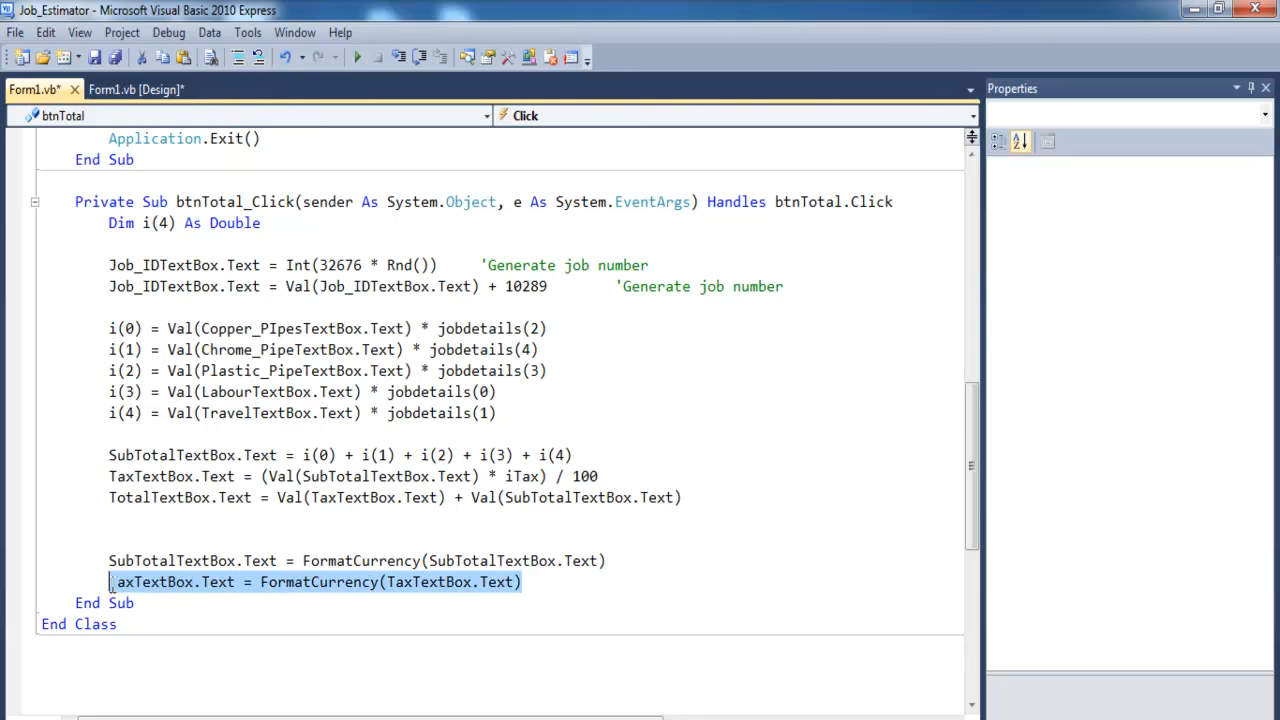 Job_Estimator - Microsoft Visual Basic 2010 Express
File Edit View Project Debug Data Tools Window Help
Form1.vb* Form1.vb [Design]*
Properties
btnTotal Click
Application.Exit()
End Sub
Private Sub btnTotal_Click(sender As System.Object, e As System.EventArgs) Handles btnTotal.Click
Dim i(4) As Double
Job_IDTextBox.Text = Int(32676 * Rnd()) 'Generate job number
Job_IDTextBox.Text = Val(Job_IDTextBox.Text) + 10289 'Generate job number
i(0) = Val(Copper_PIpesTextBox.Text) * jobdetails(2)
i(1) = Val(Chrome_PipeTextBox.Text) * jobdetails(4)
i(2) = Val(Plastic_PipeTextBox.Text) * jobdetails(3)
i(3) = Val(LabourTextBox.Text) * jobdetails(0)
i(4) = Val(TravelTextBox.Text) * jobdetails(1)
SubTotalTextBox.Text = i(0) + i(1) + i(2) + i(3) + i(4)
TaxTextBox.Text = (Val(SubTotalTextBox.Text) * iTax) / 100
TotalTextBox.Text = Val(TaxTextBox.Text) + Val(SubTotalTextBox.Text)
SubTotalTextBox.Text = FormatCurrency(SubTotalTextBox.Text)
TaxTextBox.Text = FormatCurrency(TaxTextBox.Text)
End Sub
End Class